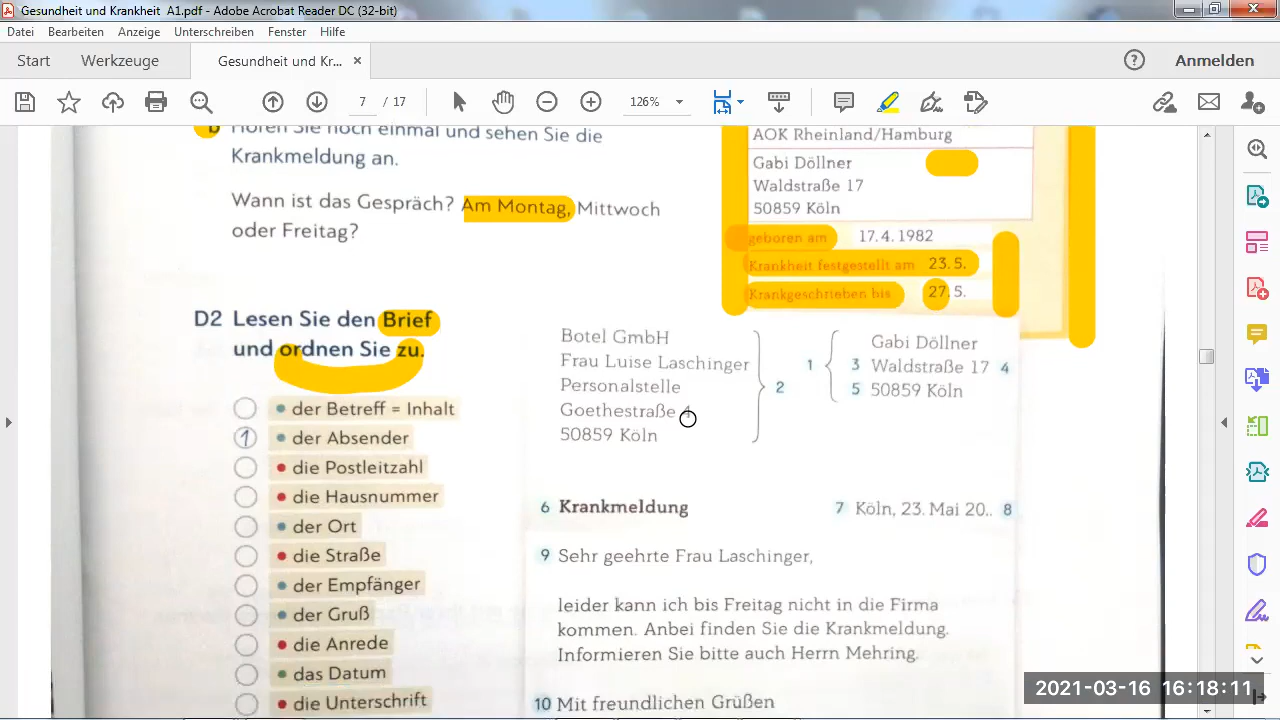 Gesundheit und Krankheit A1.pdf - Adobe Acrobat Reader DC (32-bit)
Datei Bearbeiten Anzeige Unterschreiben Fenster Hilfe
Start Werkzeuge Gesundheit und Kr... × Anmelden
7 / 17 126%
b Hören Sie noch einmal und sehen Sie die
Krankmeldung an.
Wann ist das Gespräch? Am Montag, Mittwoch
oder Freitag?
AOK Rheinland/Hamburg
Gabi Döllner
Waldstraße 17
50859 Köln
geboren am 17.4.1982
Krankheit festgestellt am 23.5.
Krankgeschrieben bis 27.5.
D2 Lesen Sie den Brief
und ordnen Sie zu.
der Betreff = Inhalt
1 der Absender
die Postleitzahl
die Hausnummer
der Ort
die Straße
der Empfänger
der Gruß
die Anrede
das Datum
die Unterschrift
Botel GmbH
Frau Luise Laschinger
Personalstelle
Goethestraße
50859 Köln
2
1
Gabi Döllner
3 Waldstraße 17 4
5 50859 Köln
6 Krankmeldung
7 Köln, 23. Mai 20.. 8
9 Sehr geehrte Frau Laschinger,
leider kann ich bis Freitag nicht in die Firma
kommen. Anbei finden Sie die Krankmeldung.
Informieren Sie bitte auch Herrn Mehring.
10 Mit freundlichen Grüßen
2021-03-16 16:18:11